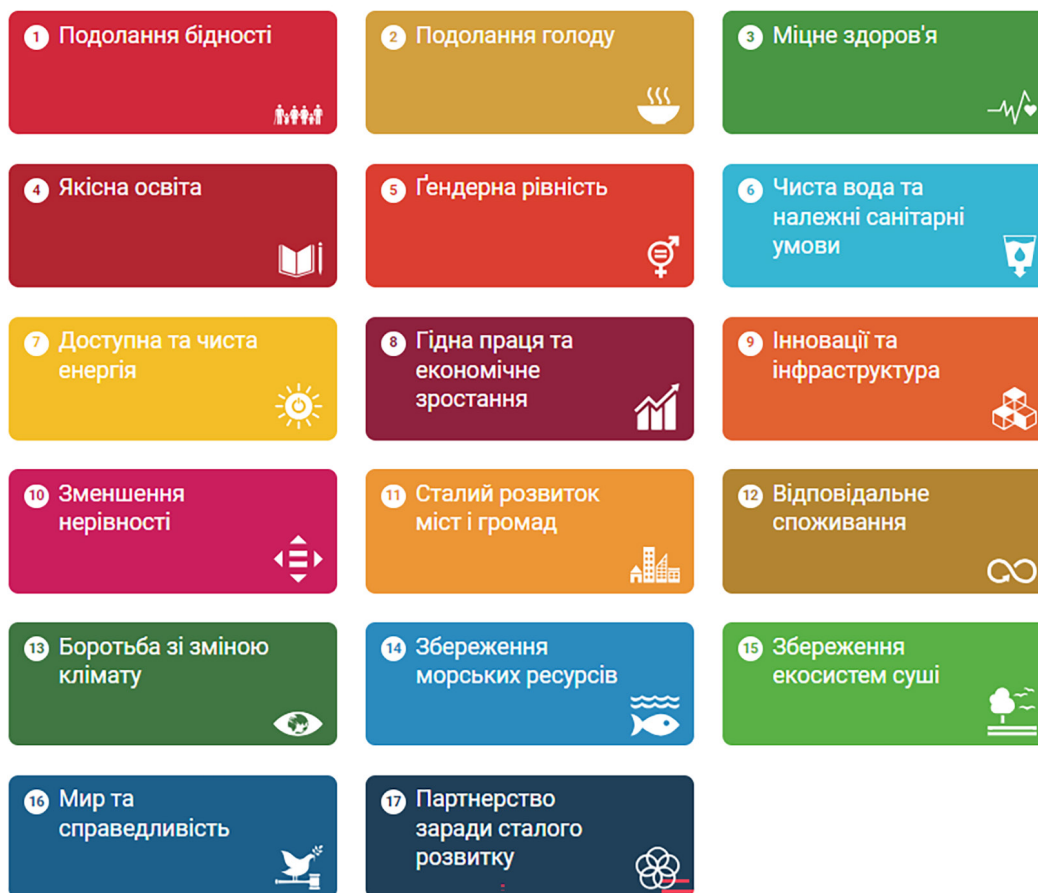 1 Подолання бідності
2 Подолання голоду
3 Міцне здоров'я
4 Якісна освіта
5 Ґендерна рівність
6 Чиста вода та
належні санітарні
умови
7 Доступна та чиста
енергія
8 Гідна праця та
економічне
зростання
9 Інновації та
інфраструктура
10 Зменшення
нерівності
11 Сталий розвиток
міст і громад
12 Відповідальне
споживання
13 Боротьба зі зміною
клімату
14 Збереження
морських ресурсів
15 Збереження
екосистем суші
16 Мир та
справедливість
17 Партнерство
заради сталого
розвитку